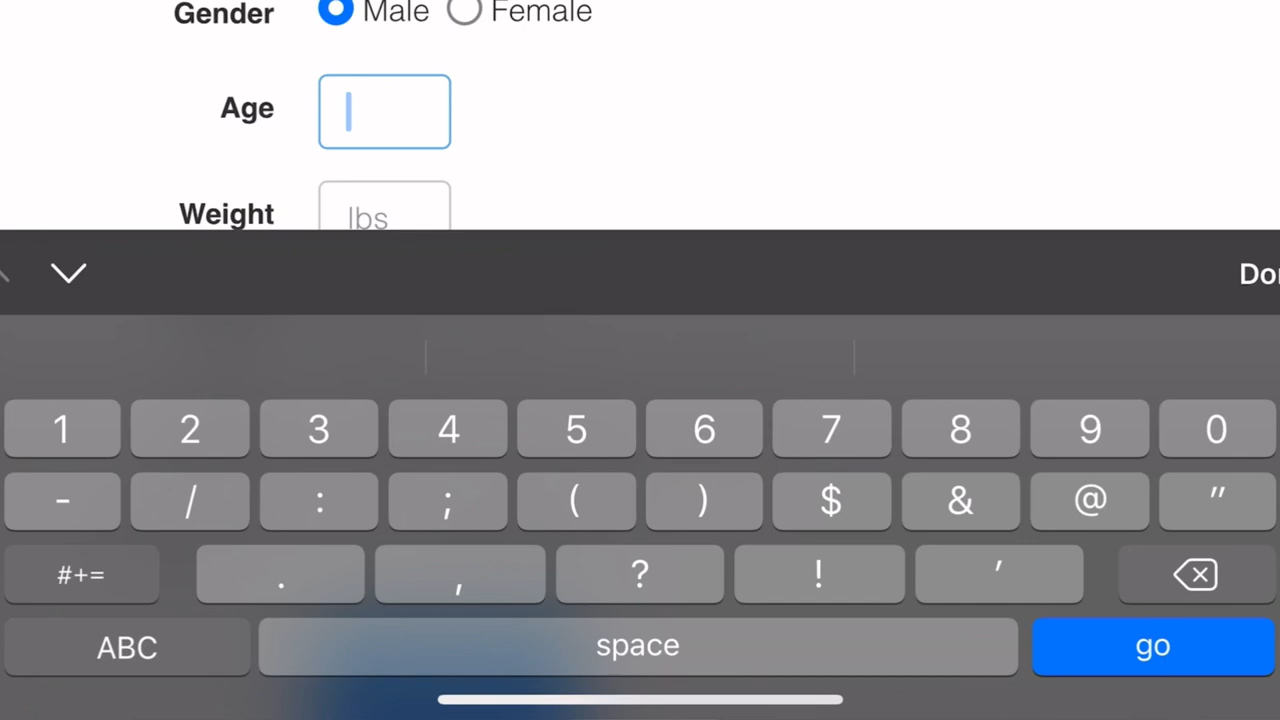 Gender Male Female
Age
Weight lbs
1 2 3 4 5 6 7 8 9 0
- / : ; ( ) $ & @ "
#+= . , ? ! '
ABC space go